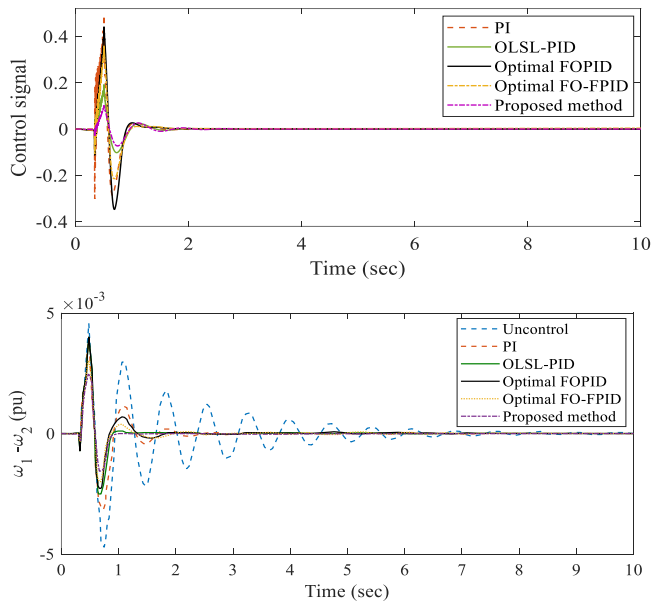 0.4
0.2
0
-0.2
-0.4
Control signal
PI
OLSL-PID
Optimal FOPID
Optimal FO-FPID
Proposed method
0 2 4 6 8 10
Time (sec)
×10⁻³
5
0
-5
ω₁ -ω₂ (pu)
Uncontrol
PI
OLSL-PID
Optimal FOPID
Optimal FO-FPID
Proposed method
0 1 2 3 4 5 6 7 8 9 10
Time (sec)